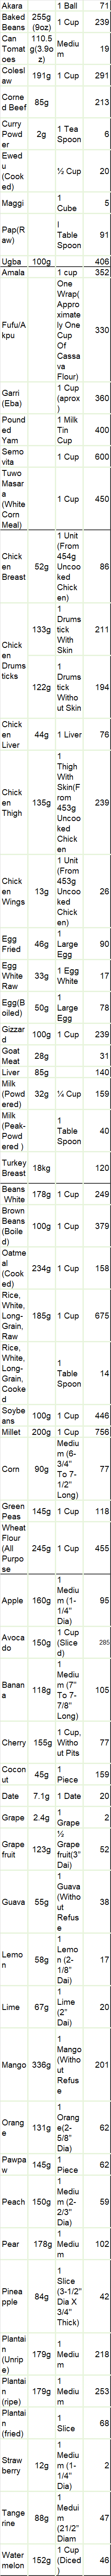 Akara 1 Ball 71
Baked Beans 255g (9oz) 1 Cup 239
Can Tomatoes 110.5g(3.9oz) Medium 19
Coleslaw 191g 1 Cup 291
Corned Beef 85g 213
Curry Powder 2g 1 Tea Spoon 6
Ewedu (Cooked) ½ Cup 20
Maggi 1 Cube 5
Pap(Raw) I Table Spoon 91
Ugba 100g 406
Amala 1 cup 352
Fufu/Akpu One Wrap( Approximately One Cup Of Cassava Flour) 330
Garri (Eba) 1 Cup (aprox) 360
Pounded Yam 1 Milk Tin 400
Semovita 1 Cup 600
Tuwo Masara (White Corn Meal) 1 Cup 450
Chicken Breast 52g 1 Unit (From 454g Uncooked Chicken) 86
Chicken Drumsticks 133g 1 Drumstick With Skin 211
122g 1 Drumstick Without Skin 194
Chicken Liver 44g 1 Liver 76
Chicken Thigh 135g 1 Thigh With Skin(From 453g Uncooked Chicken 239
Chicken Wings 13g 1 Unit (From 453g Uncooked Chicken) 26
Egg Fried 46g 1 Large Egg 90
Egg White Raw 33g 1 Egg White 17
Egg(Boiled) 50g 1 Large Egg 78
Gizzard 100g 1 Cup 239
Goat Meat 28g 31
Liver 85g 140
Milk (Powdered) 32g ¼ Cup 159
Milk (Peak-Powdered ) 1 Table Spoon 40
Turkey Breast 18kg 120
Beans White 178g 1 Cup 249
Brown Beans (Boiled) 100g 1 Cup 379
Oatmeal (Cooked) 234g 1 Cup 158
Rice, White, Long-Grain, Raw 185g 1 Cup 675
Rice, White, Long-Grain, Cooked 1 Table Spoon 14
Soybeans 100g 1 Cup 446
Millet 200g 1 Cup 756
Corn 90g Medium (6-3/4" To 7-1/2" Long) 77
Green Peas 145g 1 Cup 118
Wheat Flour (All Purpose 245g 1 Cup 455
Apple 160g 1 Medium (1-1/4" Dia) 95
Avocado 150g 1 Cup (Sliced) 285
Banana 118g 1 Medium (7" To 7-7/8" Long) 105
Cherry 155g 1 Cup, Without Pits 77
Coconut 45g 1 Piece 159
Date 7.1g 1 Date 20
Grape 2.4g 1 Grape 2
Grapefruit 123g ½ Grapefruit(3” Dai) 52
Guava 55g 1 Guava (Without Refuse 38
Lemon 58g 1 Lemon (2-1/8" Dai) 17
Lime 67g 1 Lime (2" Dai) 20
Mango 336g 1 Mango (Without Refuse 201
Orange 131g 1 Orange(2-5/8" Dia) 62
Pawpaw 145g 1 Piece 62
Peach 150g 1 Medium (2-2/3" Dia) 59
Pear 178g 1 Medium 102
Pineapple 84g 1 Slice (3-1/2" Dia X 3/4" Thick) 42
Plantain (Unripe) 179g 1 Medium 218
Plantain (ripe) 179g 1 Medium 253
Plantain (fried) 1 Slice 68
Strawberry 12g 1 Medium (1-1/4" Dia) 2
Tangerine 88g 1 Meduim (21/2" Diam 47
Watermelon 152g 1 Cup (Diced) 46